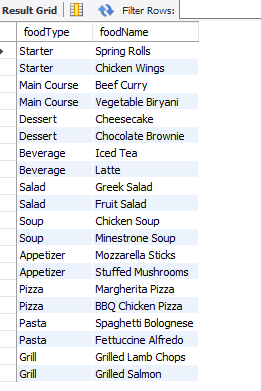 Result Grid Filter Rows:
foodType foodName
Starter Spring Rolls
Starter Chicken Wings
Main Course Beef Curry
Main Course Vegetable Biryani
Dessert Cheesecake
Dessert Chocolate Brownie
Beverage Iced Tea
Beverage Latte
Salad Greek Salad
Salad Fruit Salad
Soup Chicken Soup
Soup Minestrone Soup
Appetizer Mozzarella Sticks
Appetizer Stuffed Mushrooms
Pizza Margherita Pizza
Pizza BBQ Chicken Pizza
Pasta Spaghetti Bolognese
Pasta Fettuccine Alfredo
Grill Grilled Lamb Chops
Grill Grilled Salmon